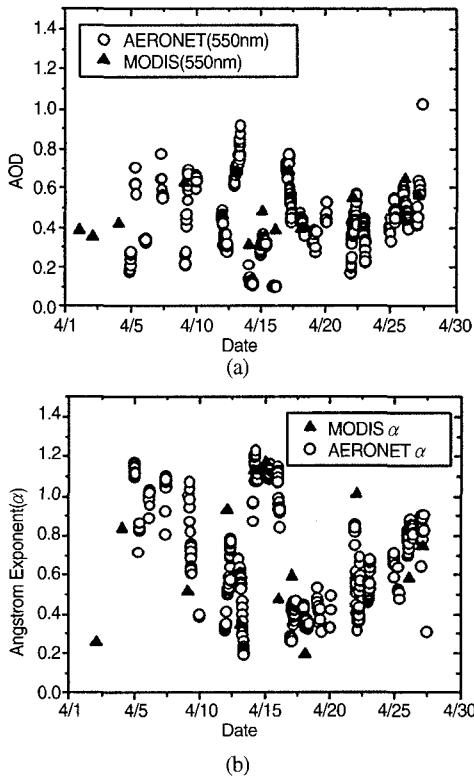 1.4
AERONET(550nm)
MODIS(550nm)
1.2
1.0
0.8
0.6
0.4
0.2
0.0
AOD
4/1 4/5 4/10 4/15 4/20 4/25 4/30
Date
(a)
1.4
MODIS α
AERONET α
1.2
1.0
0.8
0.6
0.4
0.2
0.0
Angstrom Exponent(α)
4/1 4/5 4/10 4/15 4/20 4/25 4/30
Date
(b)